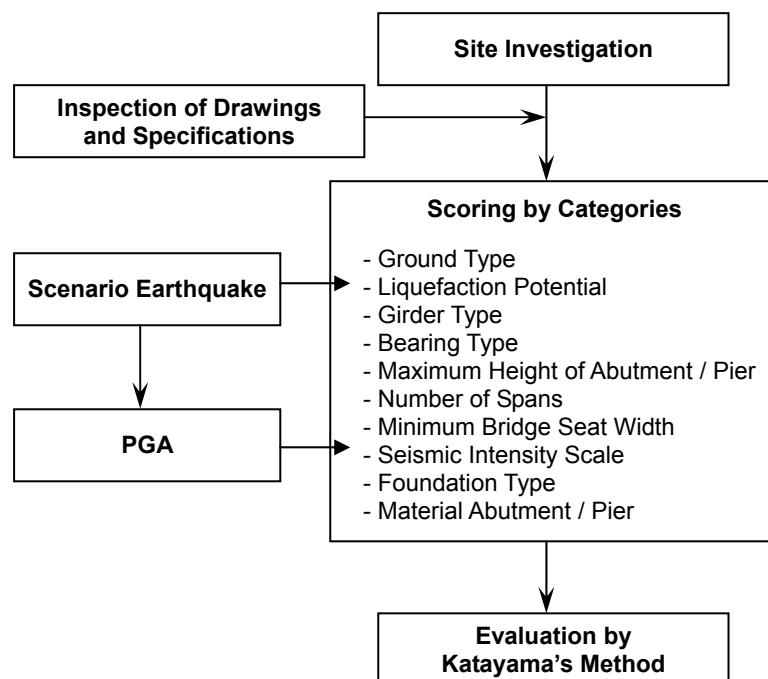 Site Investigation
Inspection of Drawings
and Specifications
Scoring by Categories
- Ground Type
- Liquefaction Potential
- Girder Type
- Bearing Type
- Maximum Height of Abutment / Pier
- Number of Spans
- Minimum Bridge Seat Width
- Seismic Intensity Scale
- Foundation Type
- Material Abutment / Pier
Scenario Earthquake
PGA
Evaluation by
Katayama’s Method